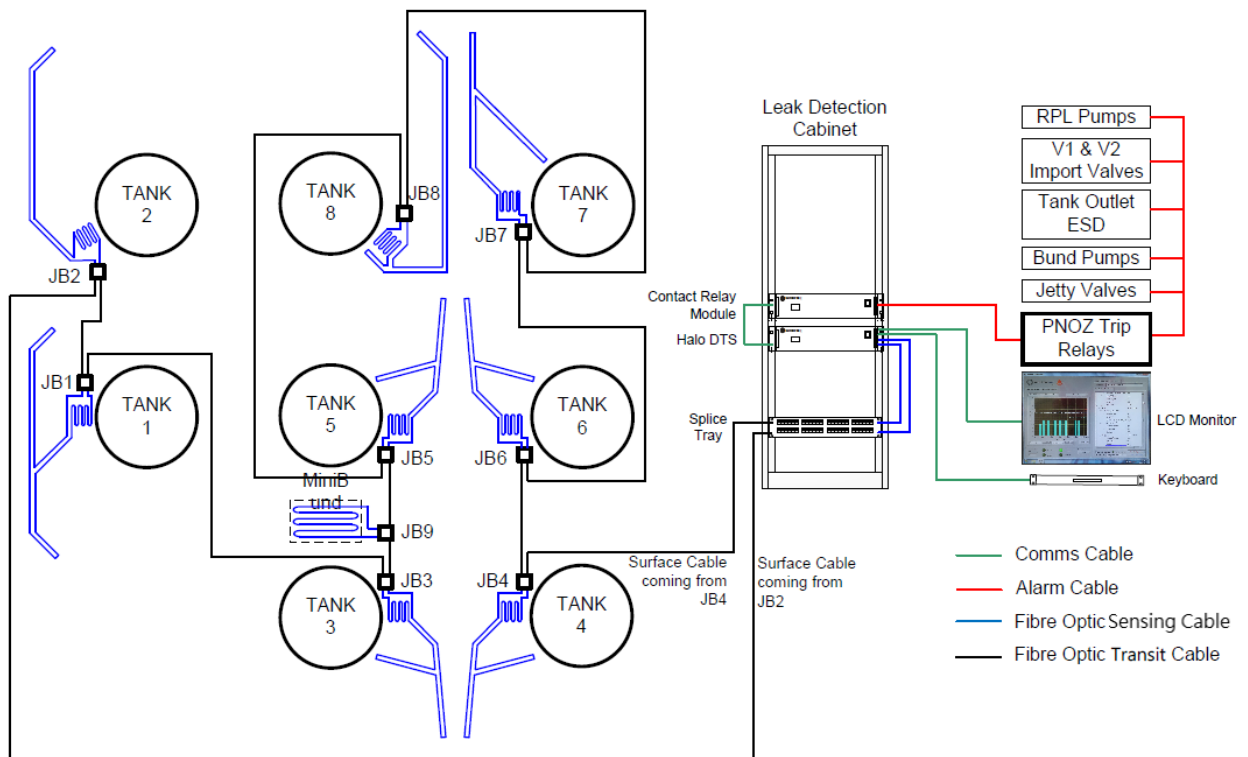 TANK
2
JB2
JB1
TANK
1
TANK
8
JB8
TANK
7
JB7
TANK
5
JB5
MiniB
und
JB9
TANK
6
JB6
JB3
TANK
3
JB4
TANK
4
Leak Detection
Cabinet
Contact Relay
Module
Halo DTS
Splice
Tray
Surface Cable
coming from
JB4
Surface Cable
coming from
JB2
RPL Pumps
V1 & V2
Import Valves
Tank Outlet
ESD
Bund Pumps
Jetty Valves
PNOZ Trip
Relays
LCD Monitor
Keyboard
Comms Cable
Alarm Cable
Fibre Optic Sensing Cable
Fibre Optic Transit Cable